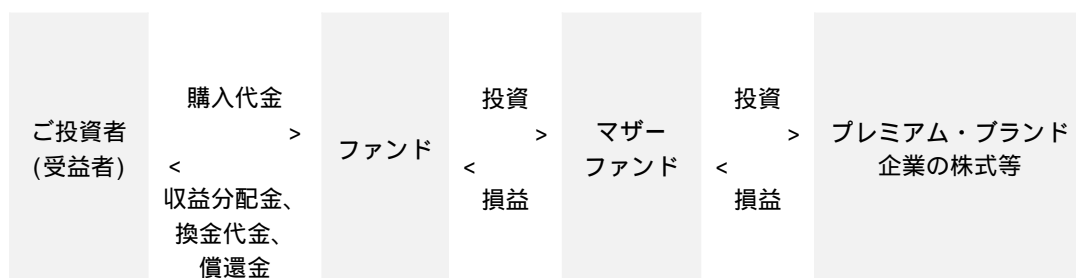 ご投資者
(受益者)
購入代金
>
<
収益分配金、
換金代金、
償還金
ファンド
投資
>
<
損益
マザー
ファンド
投資
>
<
損益
プレミアム・ブランド
企業の株式等